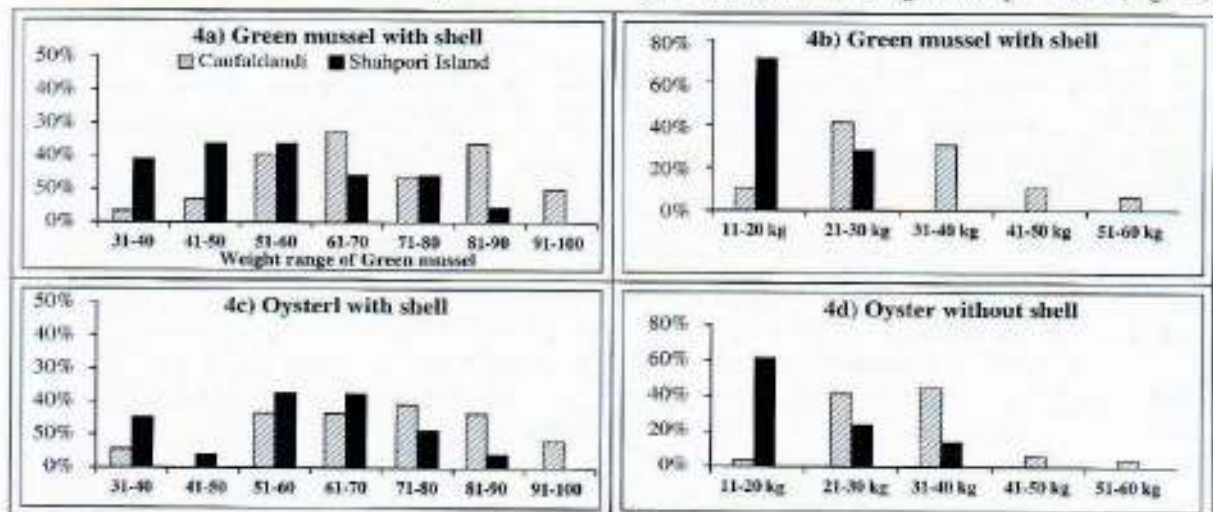 4a) Green mussel with shell
Caufaldandi Shahpori Island
50%
40%
30%
40%
50%
0%
31-40 41-50 51-60 61-70 71-80 81-90 91-100
Weight range of Green mussel
4b) Green mussel with shell
80%
60%
40%
20%
0%
11-20 kg 21-30 kg 31-40 kg 41-50 kg 51-60 kg
4c) Oysterl with shell
50%
40%
30%
40%
50%
0%
31-40 41-50 51-60 61-70 71-80 81-90 91-100
4d) Oyster without shell
80%
60%
40%
20%
0%
11-20 kg 21-30 kg 31-40 kg 41-50 kg 51-60 kg